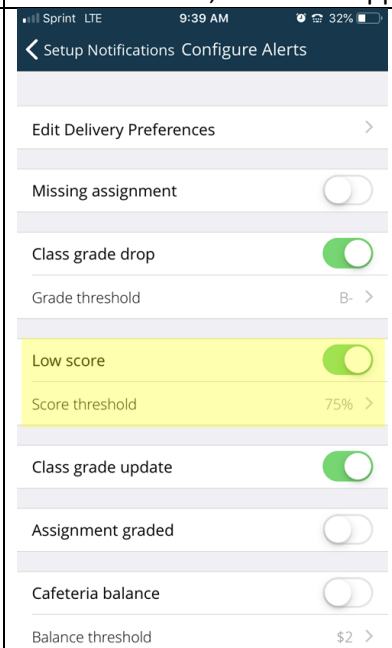 Sprint LTE 9:39 AM 32%
Setup Notifications Configure Alerts
Edit Delivery Preferences
Missing assignment
Class grade drop
Grade threshold B-
Low score
Score threshold 75%
Class grade update
Assignment graded
Cafeteria balance
Balance threshold $2